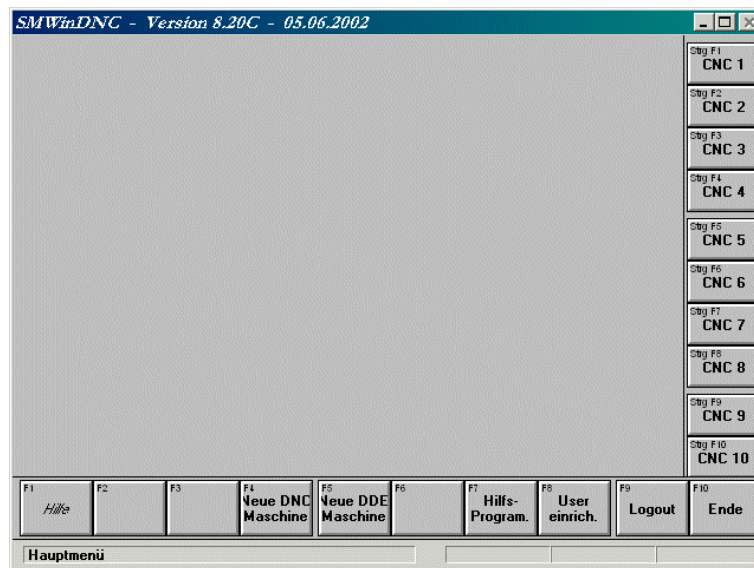 SMWinDNC - Version 8.20C - 05.06.2002
Strg F1
CNC 1
Strg F2
CNC 2
Strg F3
CNC 3
Strg F4
CNC 4
Strg F5
CNC 5
Strg F6
CNC 6
Strg F7
CNC 7
Strg F8
CNC 8
Strg F9
CNC 9
Strg F10
CNC 10
F1
Hilfe
F2
F3
F4
Neue DNC
Maschine
F5
Neue DDE
Maschine
F6
F7
Hilfs-
Program.
F8
User
einrich.
F9
Logout
F10
Ende
Hauptmenü